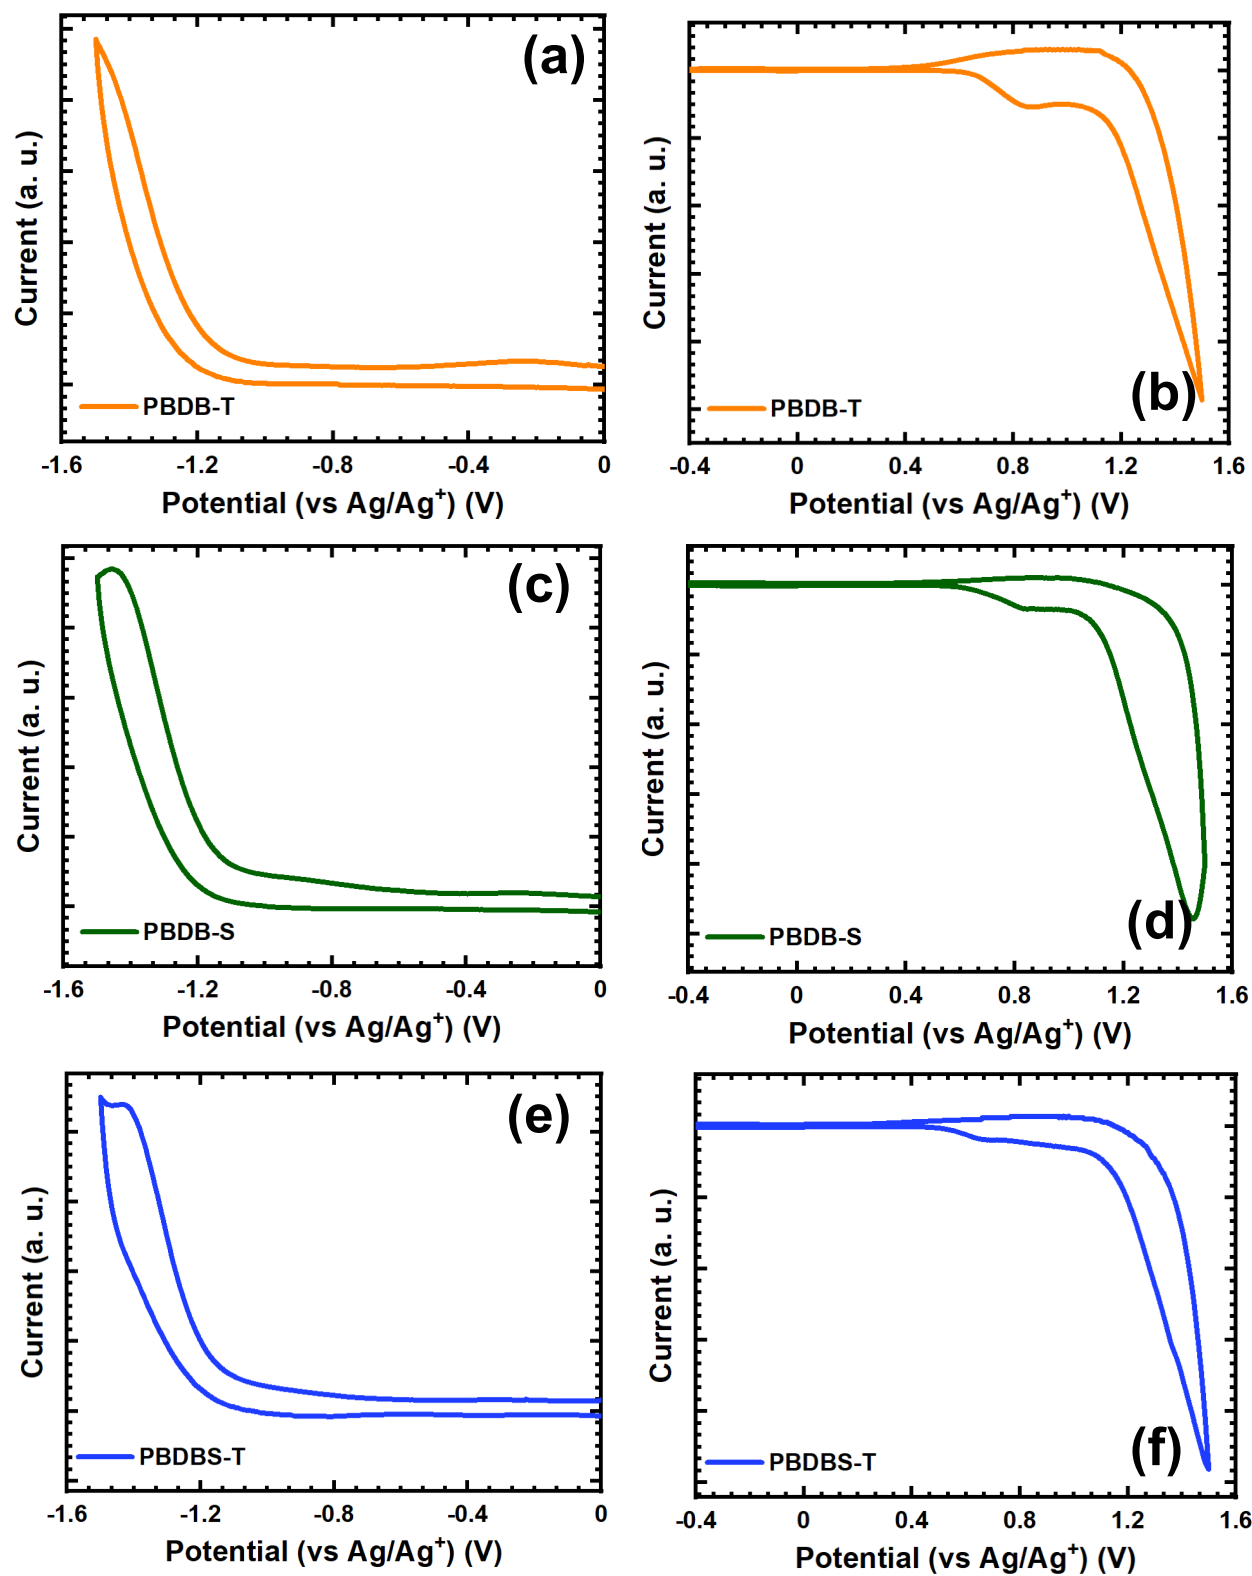 (a)
Current (a. u.)
PBDB-T
-1.6 -1.2 -0.8 -0.4 0
Potential (vs Ag/Ag⁺) (V)
(b)
Current (a. u.)
PBDB-T
-0.4 0 0.4 0.8 1.2 1.6
Potential (vs Ag/Ag⁺) (V)
(c)
Current (a. u.)
PBDB-S
-1.6 -1.2 -0.8 -0.4 0
Potential (vs Ag/Ag⁺) (V)
(d)
Current (a. u.)
PBDB-S
-0.4 0 0.4 0.8 1.2 1.6
Potential (vs Ag/Ag⁺) (V)
(e)
Current (a. u.)
PBDBS-T
-1.6 -1.2 -0.8 -0.4 0
Potential (vs Ag/Ag⁺) (V)
(f)
Current (a. u.)
PBDBS-T
-0.4 0 0.4 0.8 1.2 1.6
Potential (vs Ag/Ag⁺) (V)